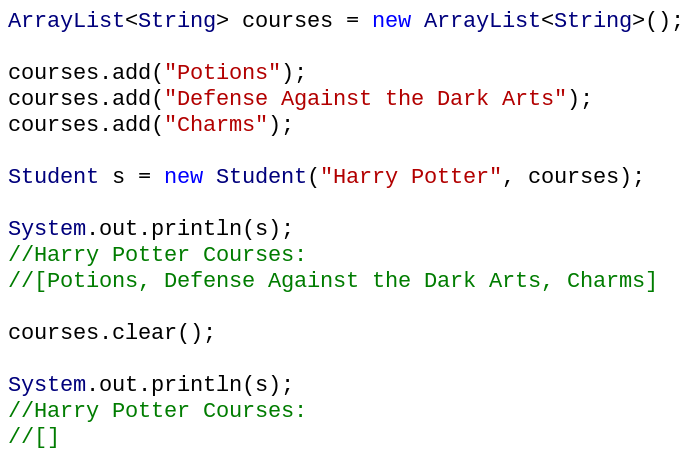 ArrayList<String> courses = new ArrayList<String>();
courses.add("Potions");
courses.add("Defense Against the Dark Arts");
courses.add("Charms");
Student s = new Student("Harry Potter", courses);
System.out.println(s);
//Harry Potter Courses:
//[Potions, Defense Against the Dark Arts, Charms]
courses.clear();
System.out.println(s);
//Harry Potter Courses:
//[]